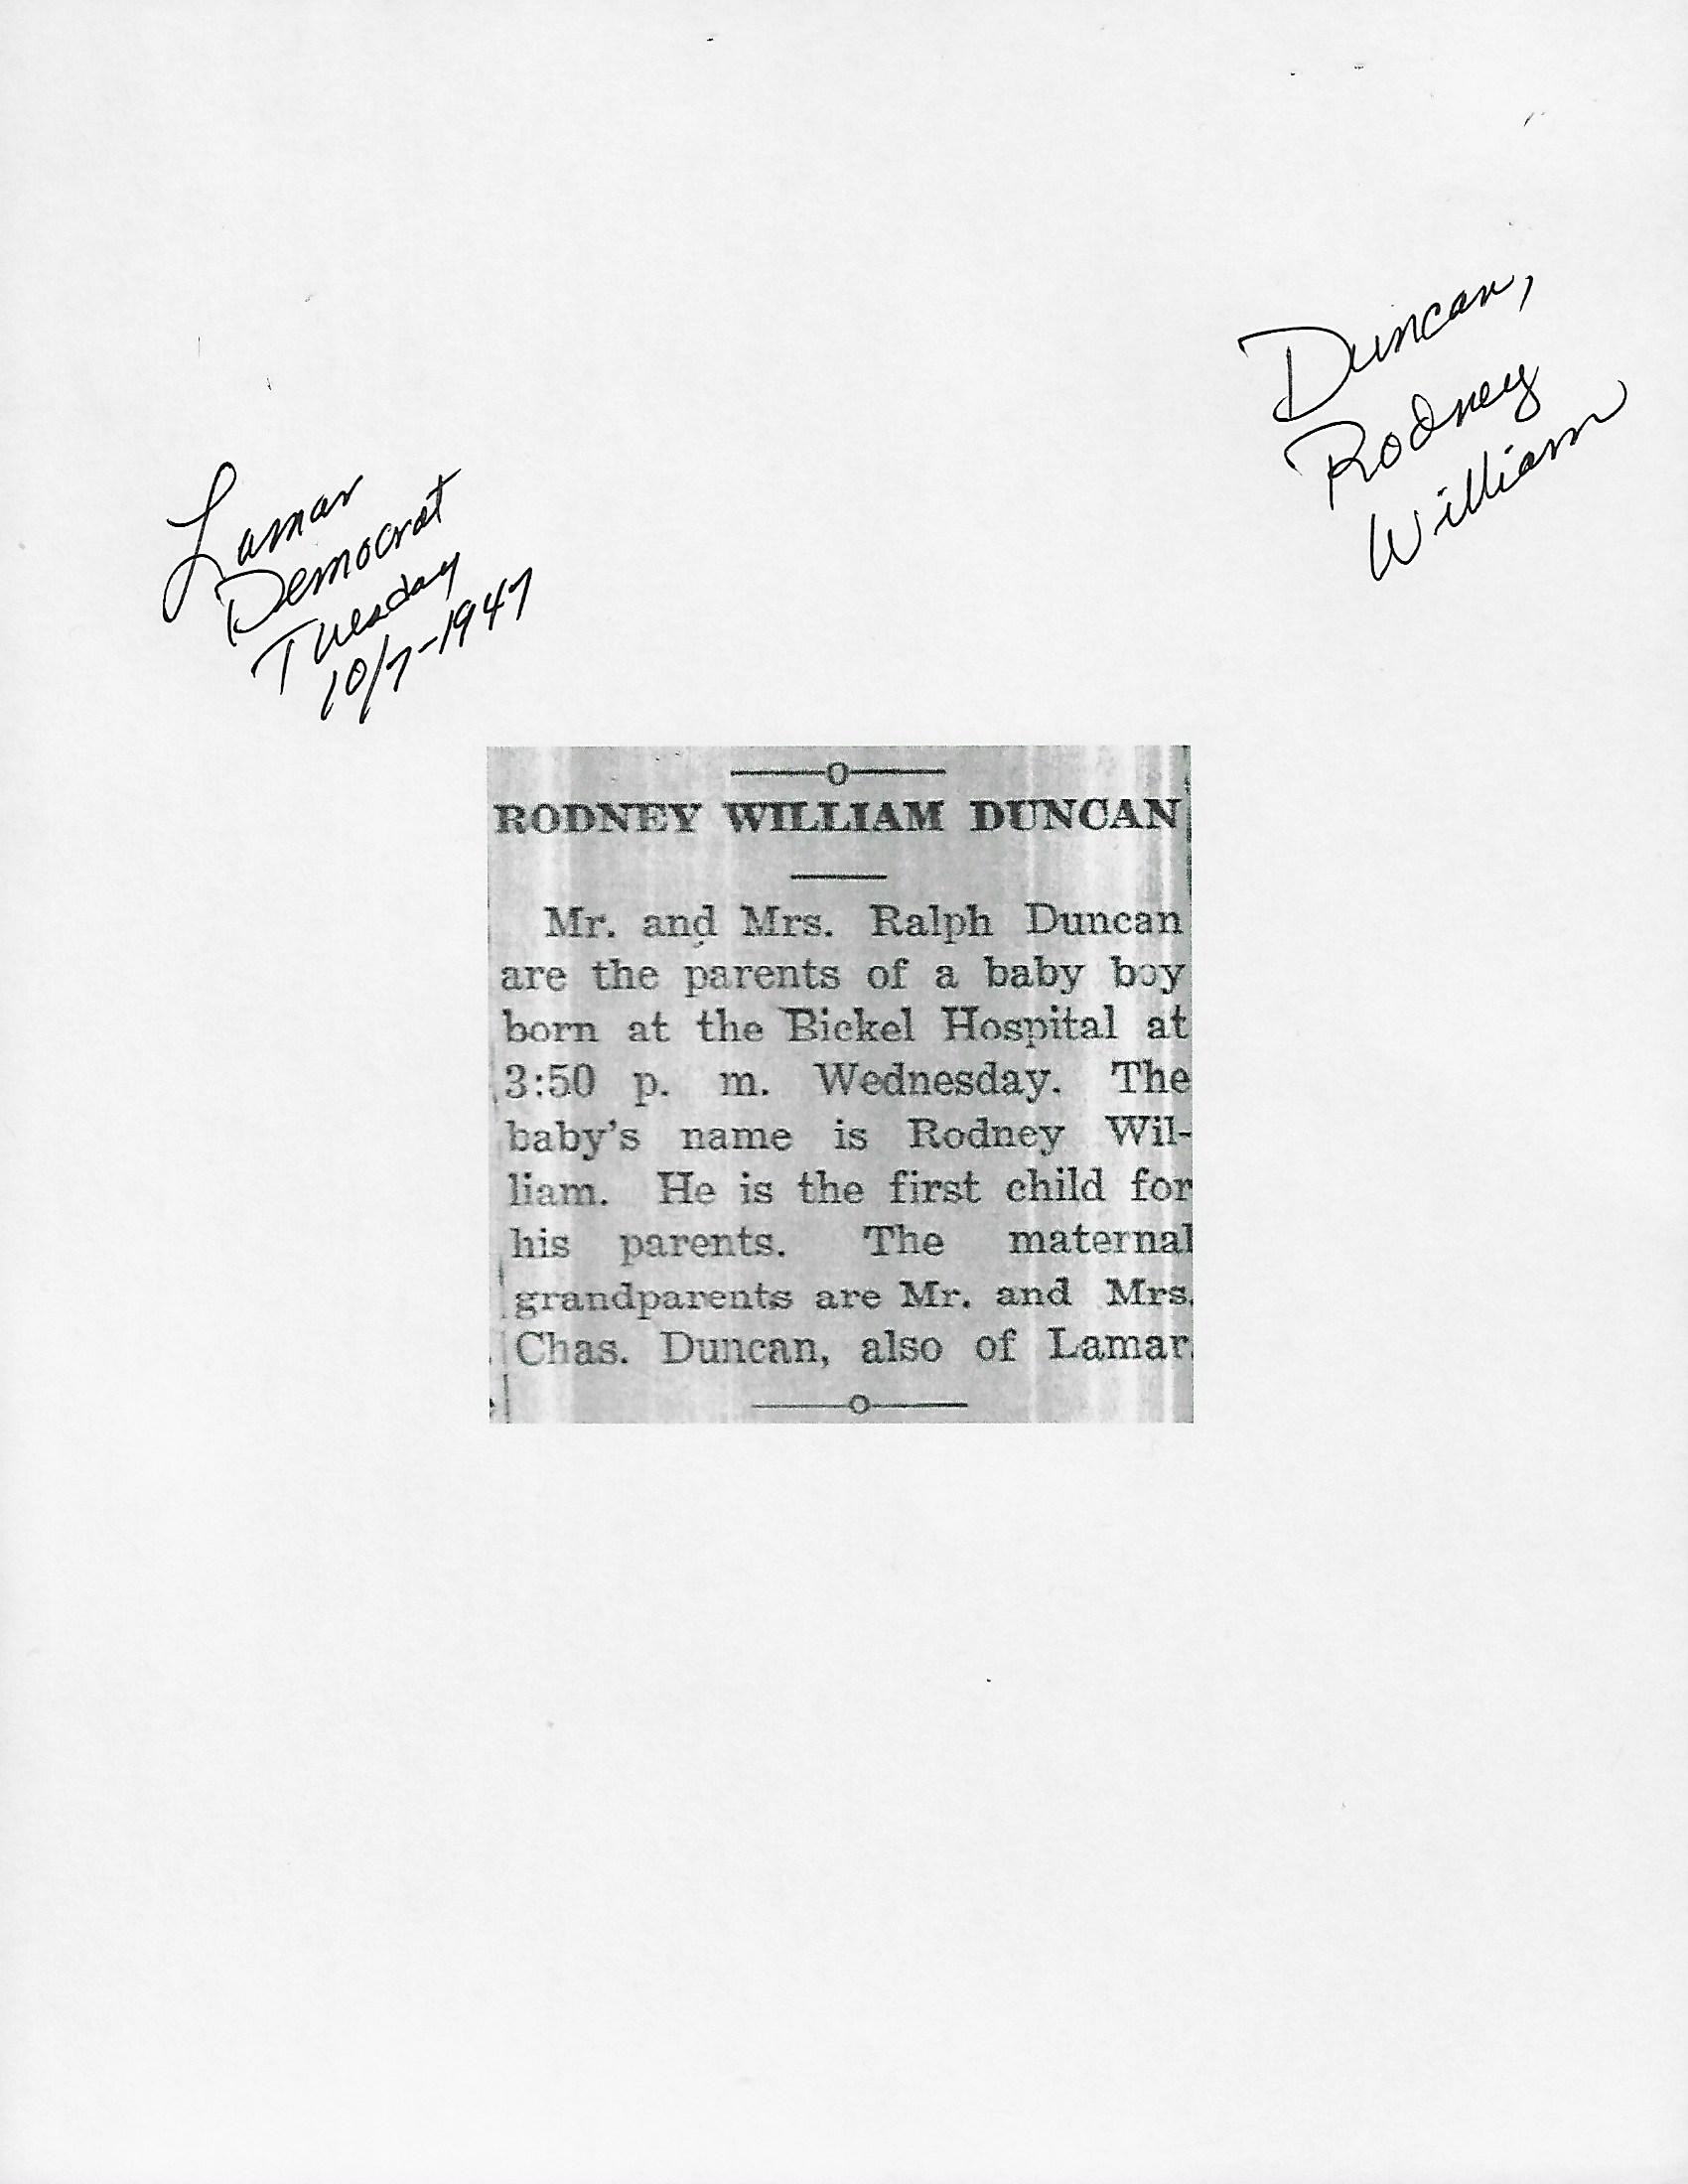 Duncan,
Rodney
William
Lamar
Democrat
Tuesday
10/7-1947
RODNEY WILLIAM DUNCAN
Mr. and Mrs. Ralph Duncan
are the parents of a baby boy
born at the Bickel Hospital at
3:50 p. m. Wednesday. The
baby's name is Rodney Wil-
liam. He is the first child for
his parents. The maternal
grandparents are Mr. and Mrs.
Chas. Duncan, also of Lamar.